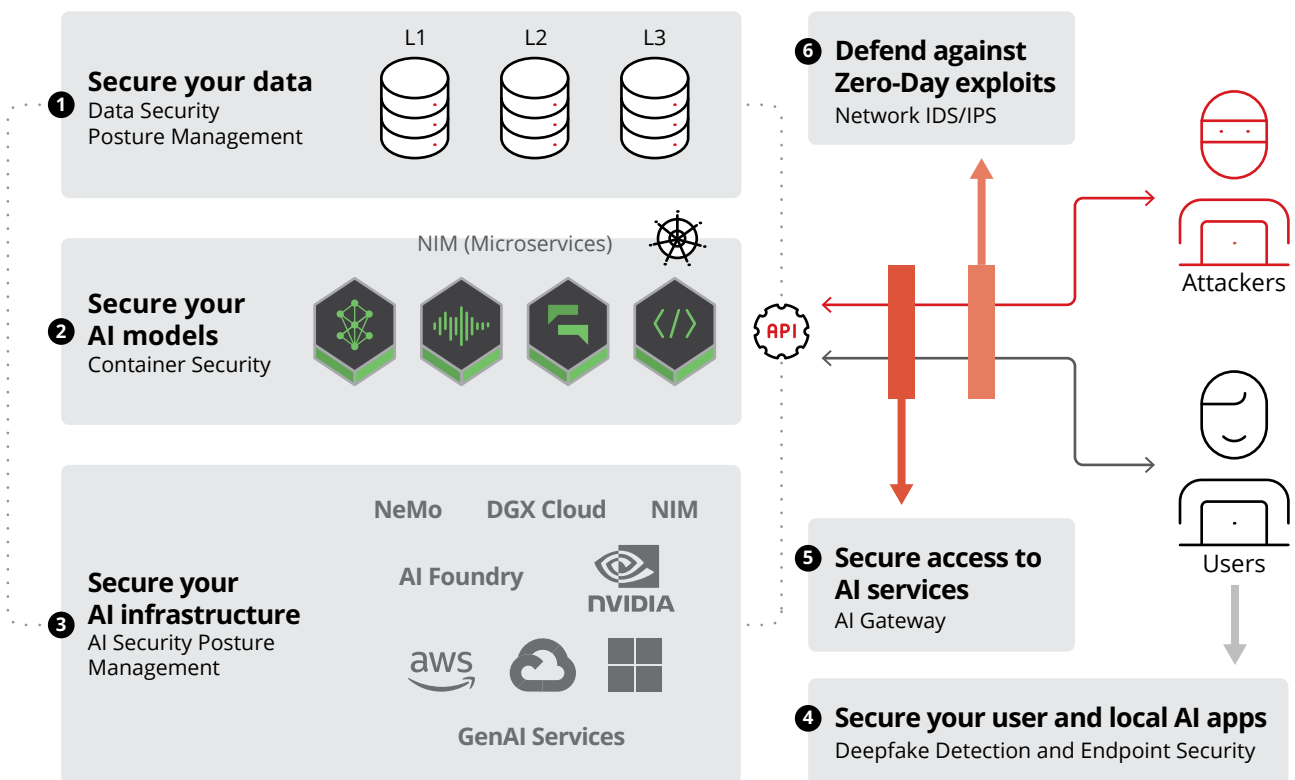 1
Secure your data
Data Security
Posture Management
L1 L2 L3
2
Secure your
AI models
Container Security
NIM (Microservices)
</>
3
Secure your
AI infrastructure
AI Security Posture
Management
NeMo DGX Cloud NIM
AI Foundry
NVIDIA
aws
GenAI Services
API
6
Defend against
Zero-Day exploits
Network IDS/IPS
Attackers
Users
5
Secure access to
AI services
AI Gateway
4
Secure your user and local AI apps
Deepfake Detection and Endpoint Security